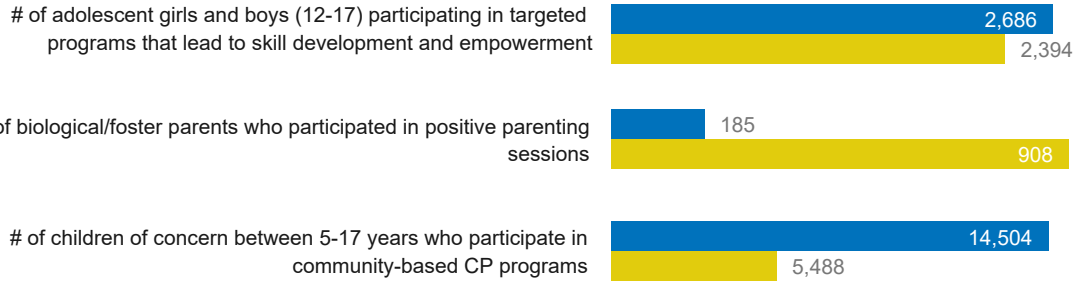 # of adolescent girls and boys (12-17) participating in targeted
programs that lead to skill development and empowerment
2,686
2,394
of biological/foster parents who participated in positive parenting
sessions
185
908
# of children of concern between 5-17 years who participate in
community-based CP programs
14,504
5,488